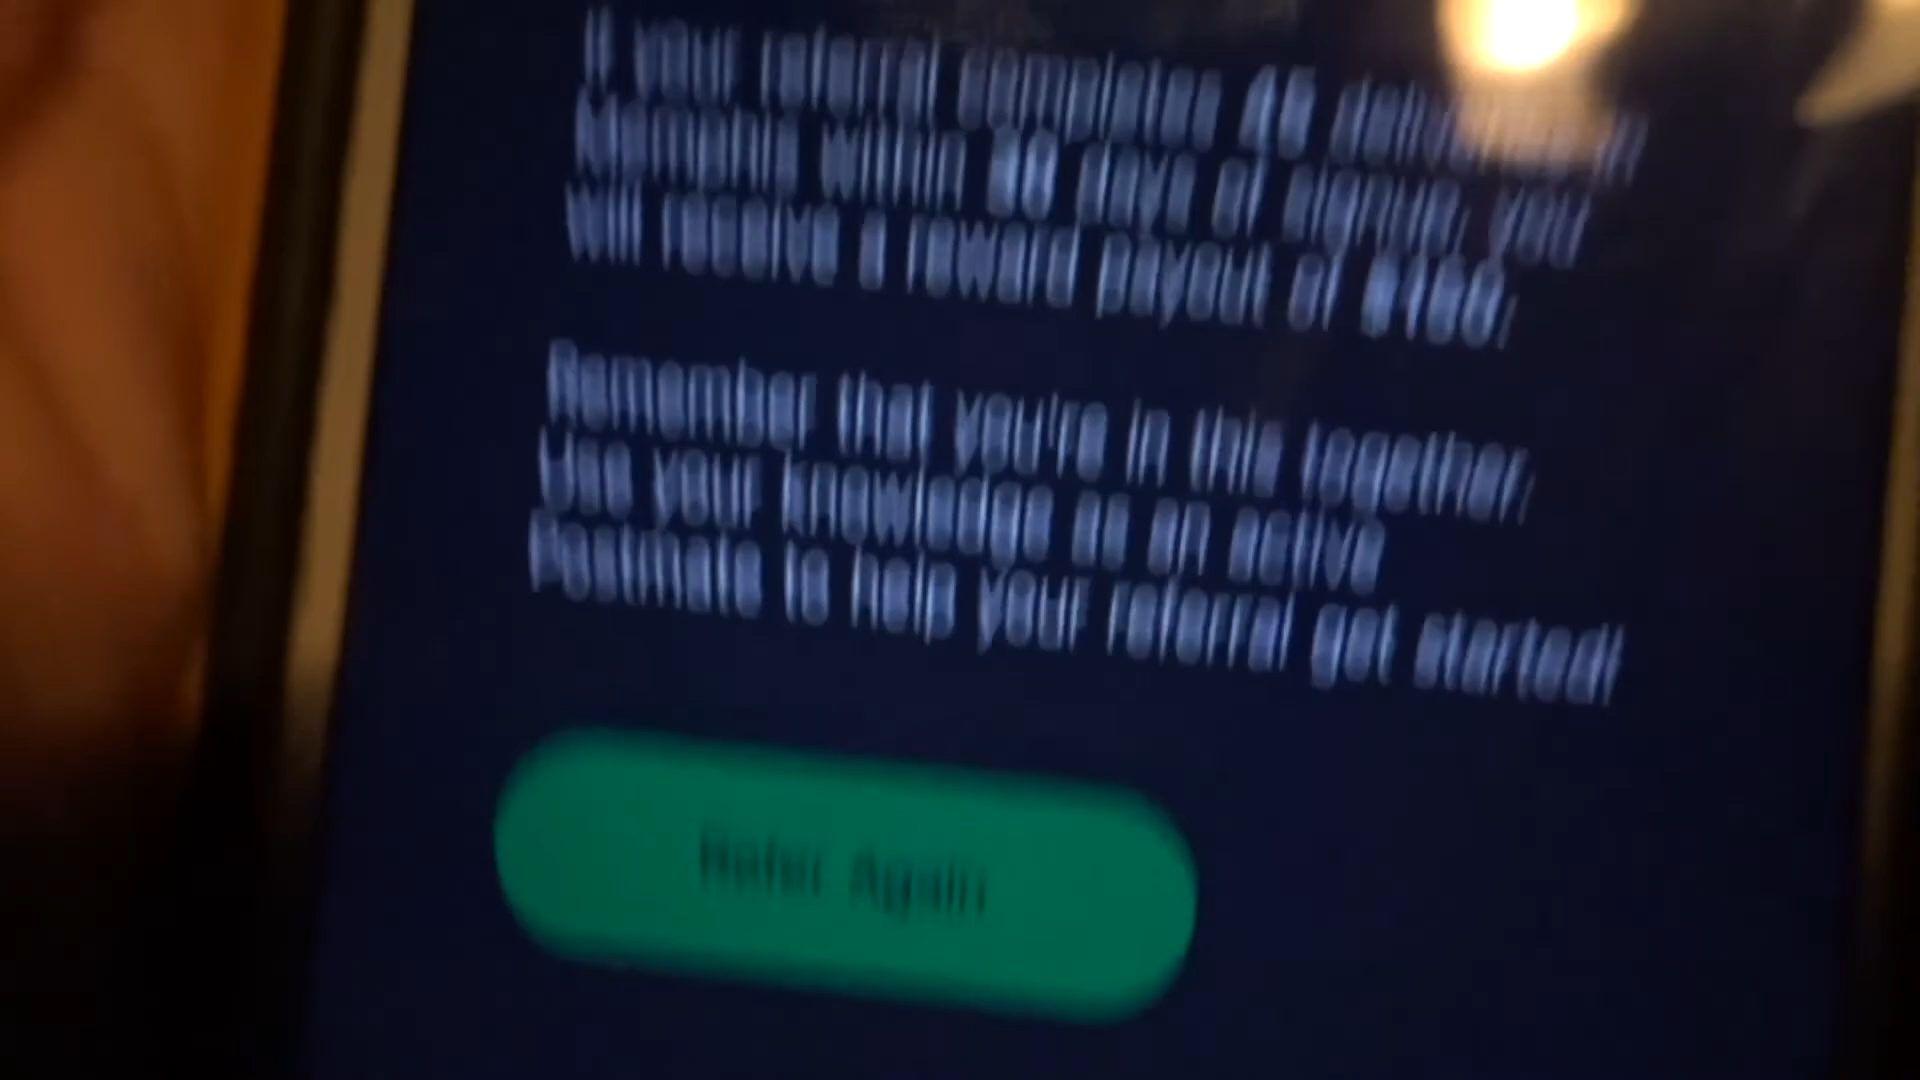 If your referral completes 45 deliveries in
Memphis within 30 days of signup, you
will receive a reward payout of $100.
Remember that you're in this together.
Use your knowledge as an active
Postmate to help your referral get started!
Refer Again